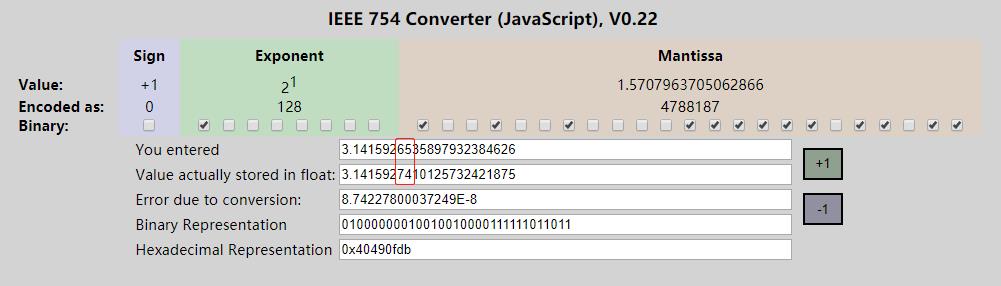 IEEE 754 Converter (JavaScript), V0.22
Sign Exponent Mantissa
Value: +1 2^1 1.5707963705062866
Encoded as: 0 128 4788187
Binary:
You entered 3.1415926535897932384626
Value actually stored in float: 3.1415927410125732421875
Error due to conversion: 8.74227800037249E-8
Binary Representation 01000000010010010000111111011011
Hexadecimal Representation 0x40490fdb
+1
-1